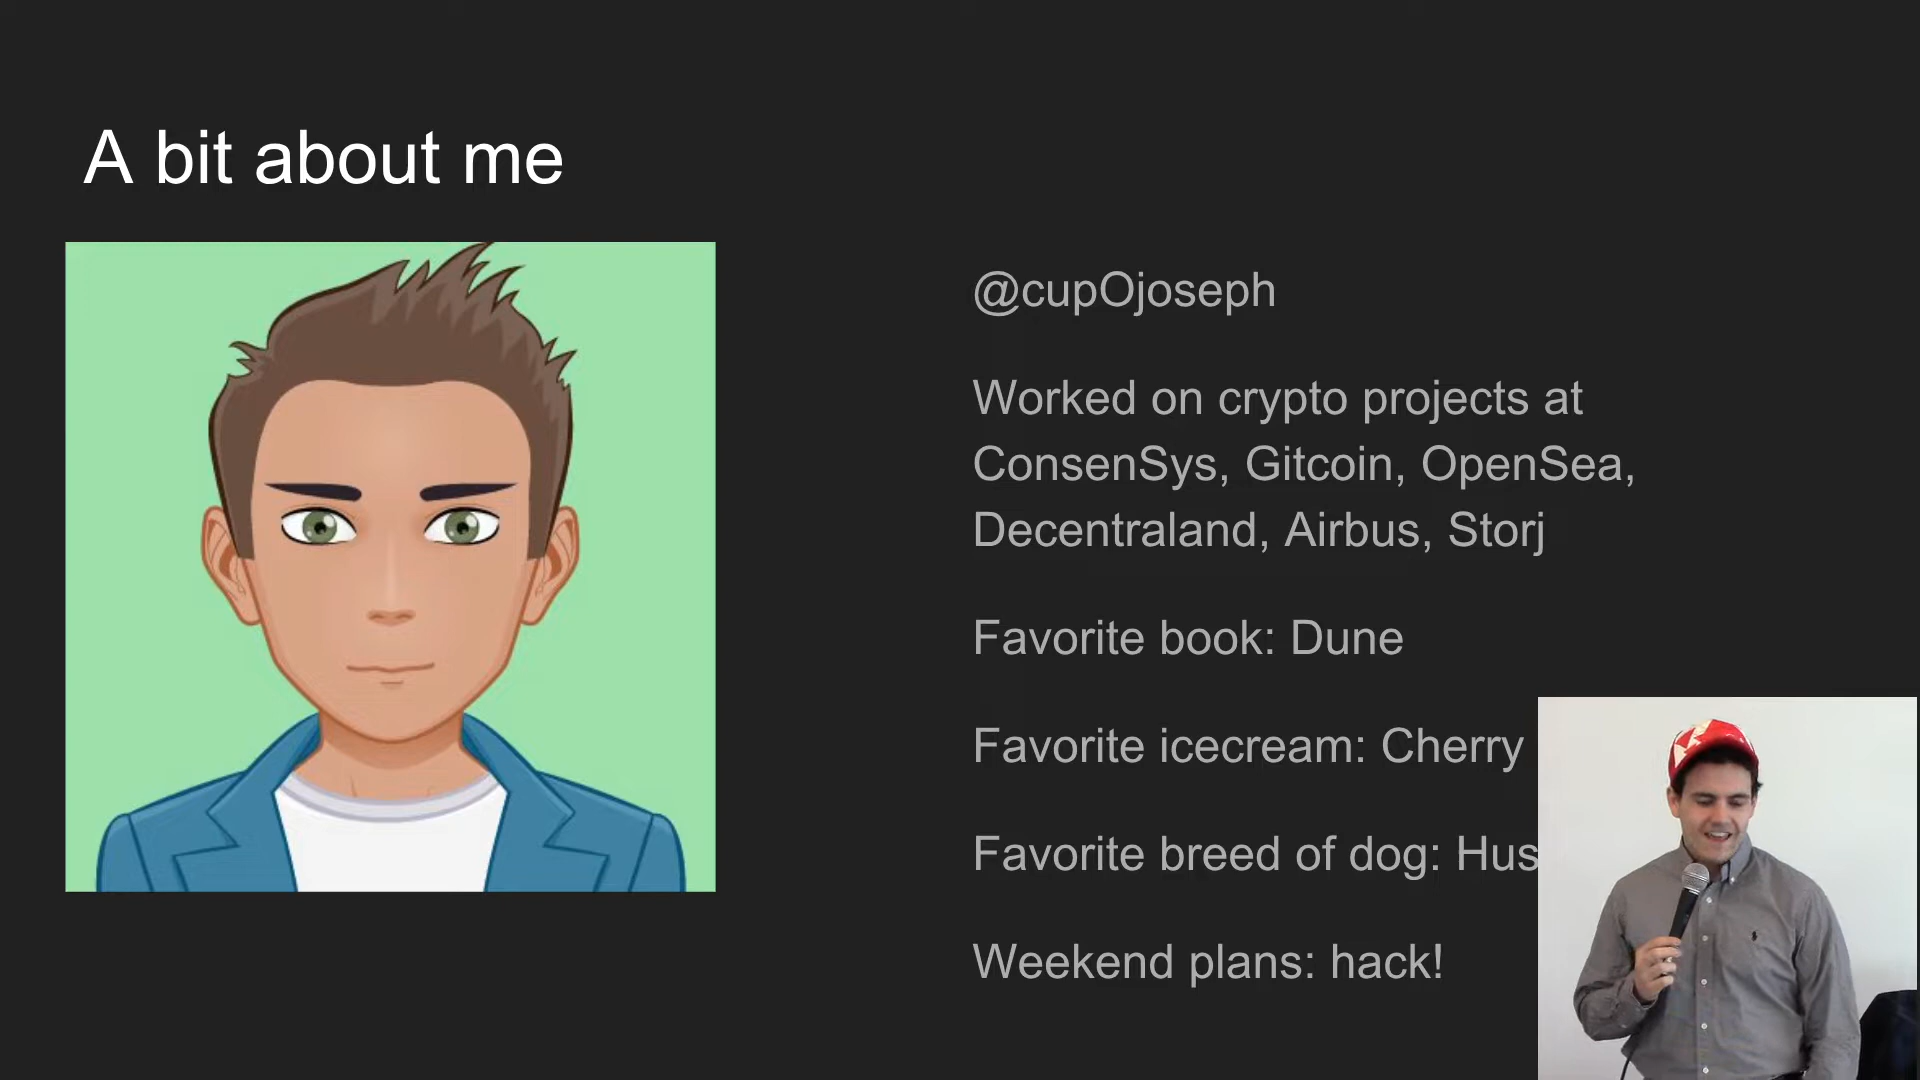 A bit about me
@cupOjoseph
Worked on crypto projects at
ConsenSys, Gitcoin, OpenSea,
Decentraland, Airbus, Storj
Favorite book: Dune
Favorite icecream: Cherry
Favorite breed of dog: Hus
Weekend plans: hack!